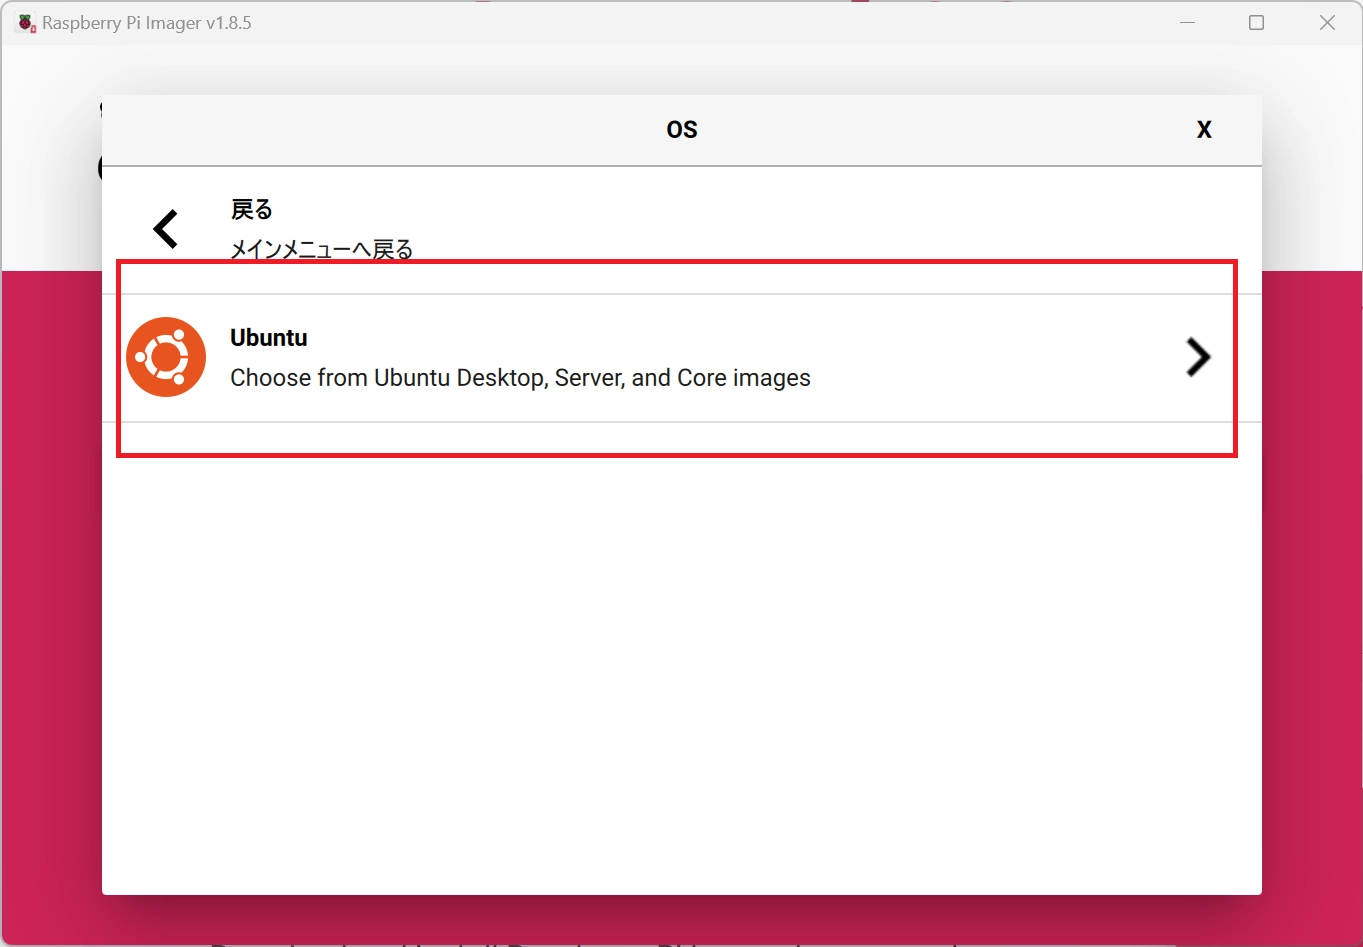 Raspberry Pi Imager v1.8.5
OS
X
戻る
メインメニューへ戻る
Ubuntu
Choose from Ubuntu Desktop, Server, and Core images